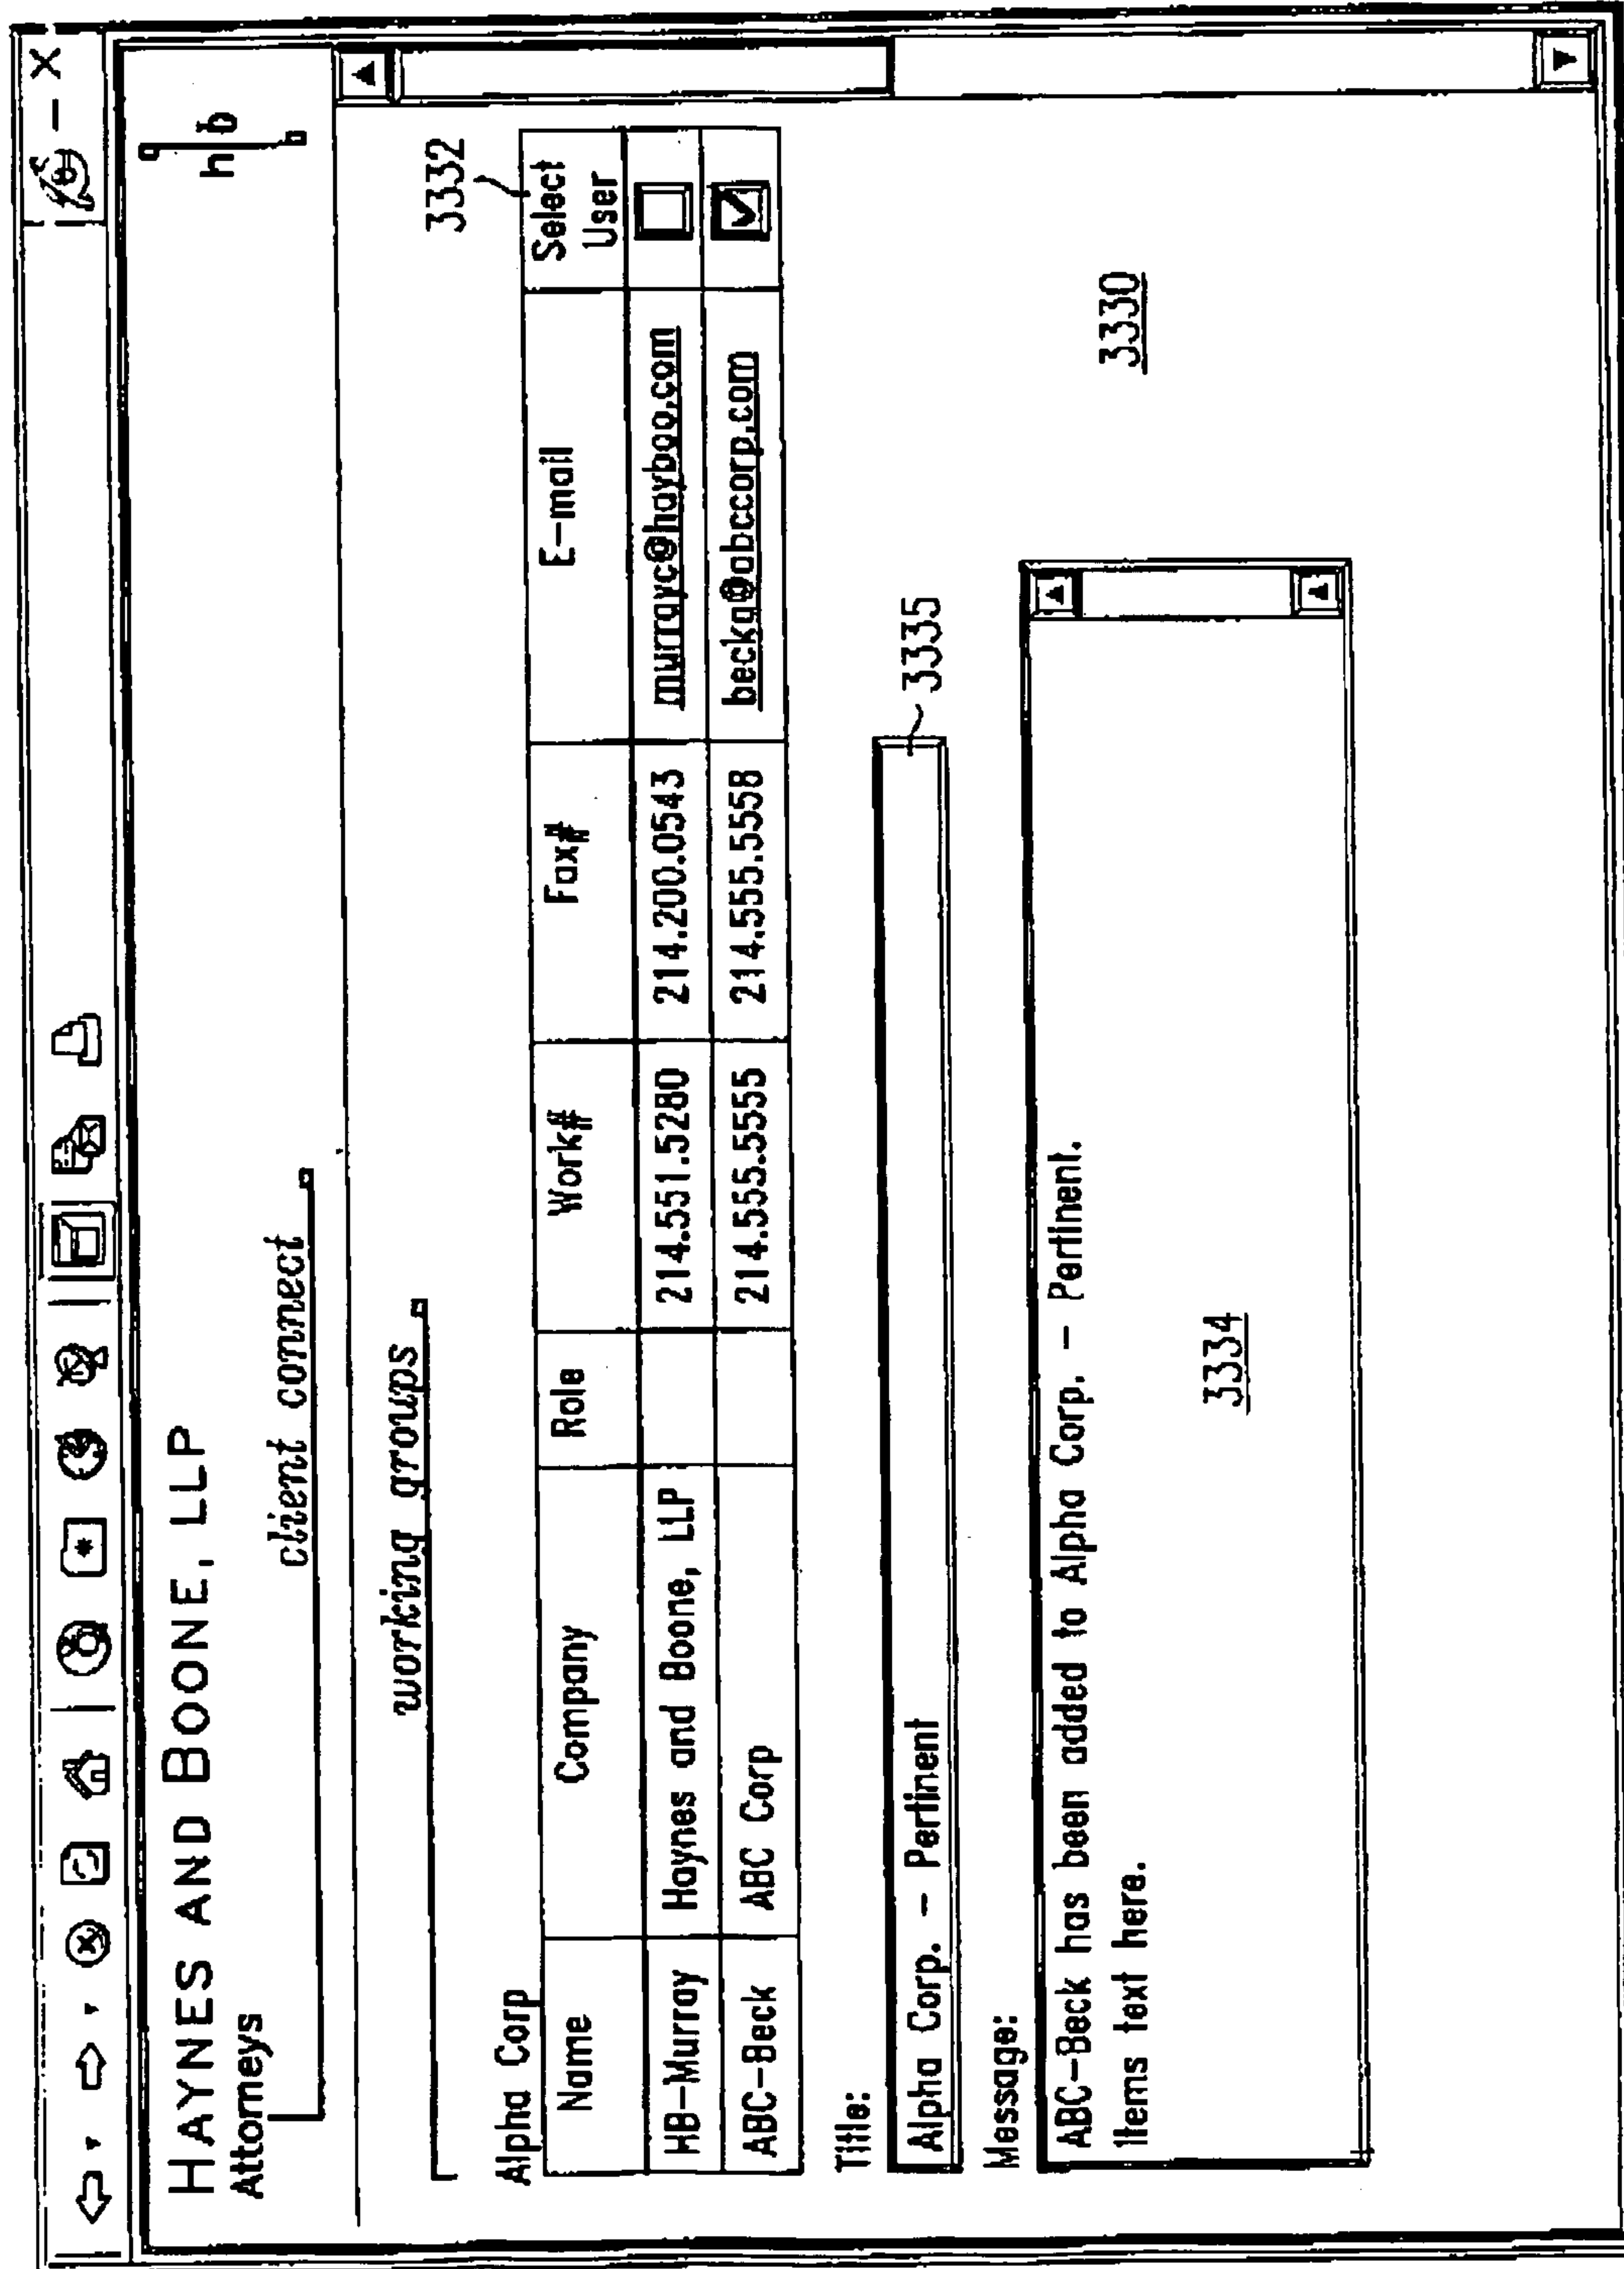 HAYNES AND BOONE, LLP
Attorneys
h b
client connect
working groups
3332
Alpha Corp
Name Company Role Work# Fax# E-mail Select User
HB-Murray Haynes and Boone, LLP 214.551.5280 214.200.0543 murrayc@hayboo.com
ABC-Beck ABC Corp 214.555.5555 214.555.5558 becka@abccorp.com
Title:
Alpha Corp. - Pertinent
3335
Message:
ABC-Beck has been added to Alpha Corp. - Pertinent.
Items text here.
3334
3330